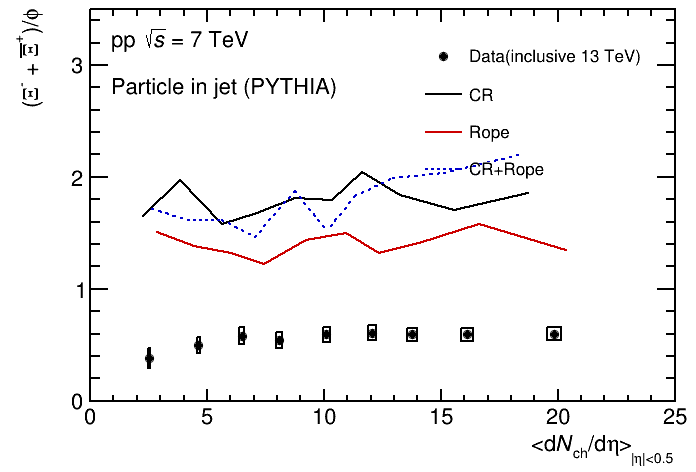 (Ξ⁻ + Ξ̅⁺)/ϕ
pp √s = 7 TeV
Particle in jet (PYTHIA)
Data(inclusive 13 TeV)
CR
Rope
CR+Rope
3
2
1
0
0 5 10 15 20 25
<dN_ch/dη>_|η|<0.5